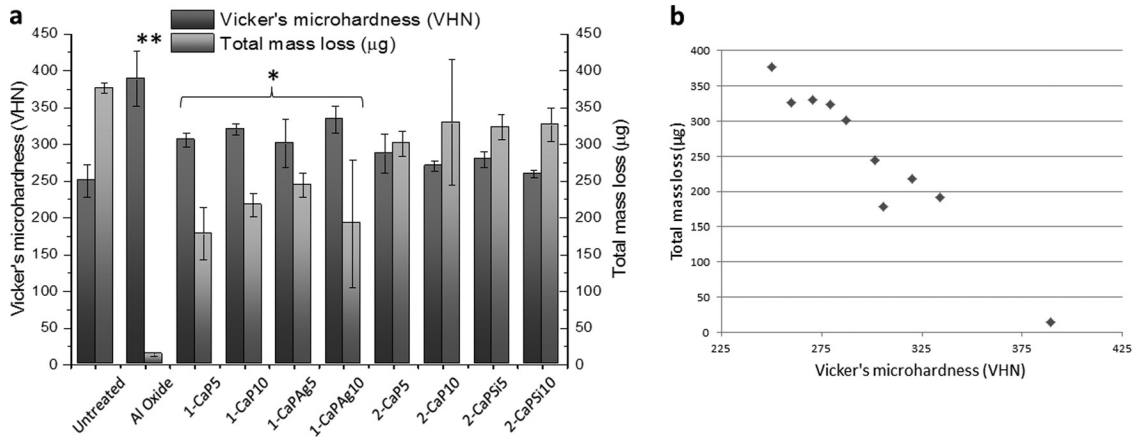 a
Vicker's microhardness (VHN)
Total mass loss (µg)
**
*
Vicker's microhardness (VHN)
450
400
350
300
250
200
150
100
50
0
450
400
350
300
250
200
150
100
50
0
Total mass loss (µg)
Untreated
Al Oxide
1-CaP5
1-CaP10
1-CaPAg5
1-CaPAg10
2-CaP5
2-CaP10
2-CaPSi5
2-CaPSi10
b
Total mass loss (µg)
400
350
300
250
200
150
100
50
0
225 275 325 375 425
Vicker's microhardness (VHN)